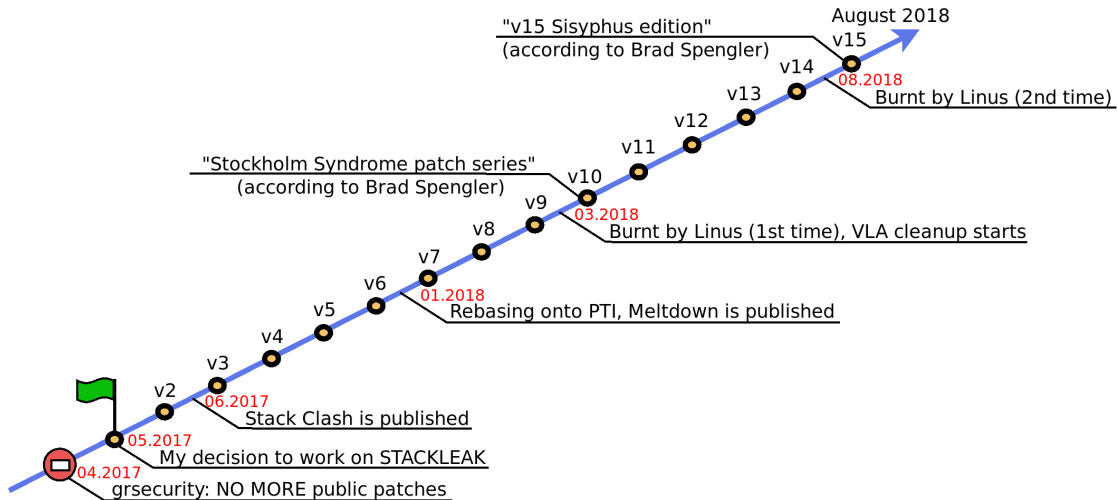 August 2018
"v15 Sisyphus edition"
(according to Brad Spengler)
v15
08.2018
Burnt by Linus (2nd time)
v14
v13
v12
v11
"Stockholm Syndrome patch series"
(according to Brad Spengler)
v10
03.2018
Burnt by Linus (1st time), VLA cleanup starts
v9
v8
v7
01.2018
Rebasing onto PTI, Meltdown is published
v6
v5
v4
v3
06.2017
Stack Clash is published
v2
05.2017
My decision to work on STACKLEAK
04.2017
grsecurity: NO MORE public patches